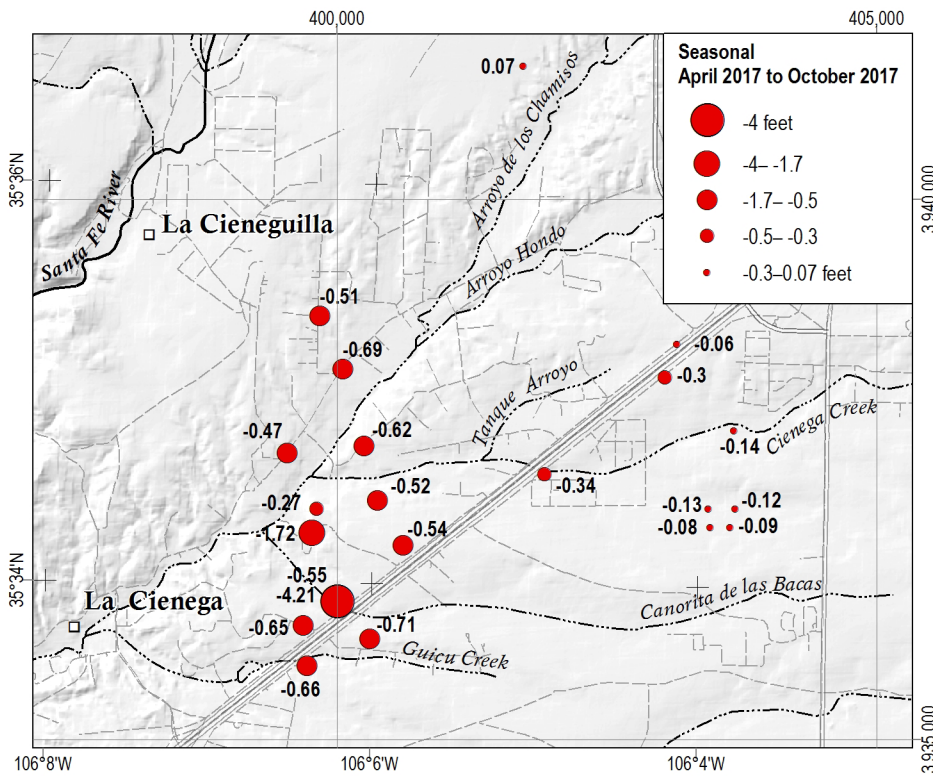 400,000
405,000
Seasonal
April 2017 to October 2017
-4 feet
-4– -1.7
-1.7– -0.5
-0.5– -0.3
-0.3–0.07 feet
0.07
Arroyo de los Chamisos
35°36'N
3,940,000
Santa Fe River
La Cieneguilla
Arroyo Hondo
-0.51
-0.69
-0.06
-0.3
Tanque Arroyo
-0.47
-0.62
-0.14
Cienega Creek
-0.34
-0.27
-0.52
-0.13
-0.12
-1.72
-0.54
-0.08
-0.09
35°34'N
-0.55
-4.21
La Cienega
Canorita de las Bacas
-0.65
-0.71
Guicu Creek
-0.66
3,935,000
106°8'W
106°6'W
106°4'W